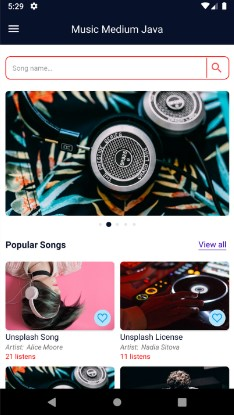 5:29
Music Medium Java
Song name...
Popular Songs
View all
Unsplash Song
Artist: Alice Moore
21 listens
Unsplash License
Artist: Nadia Sitova
11 listens